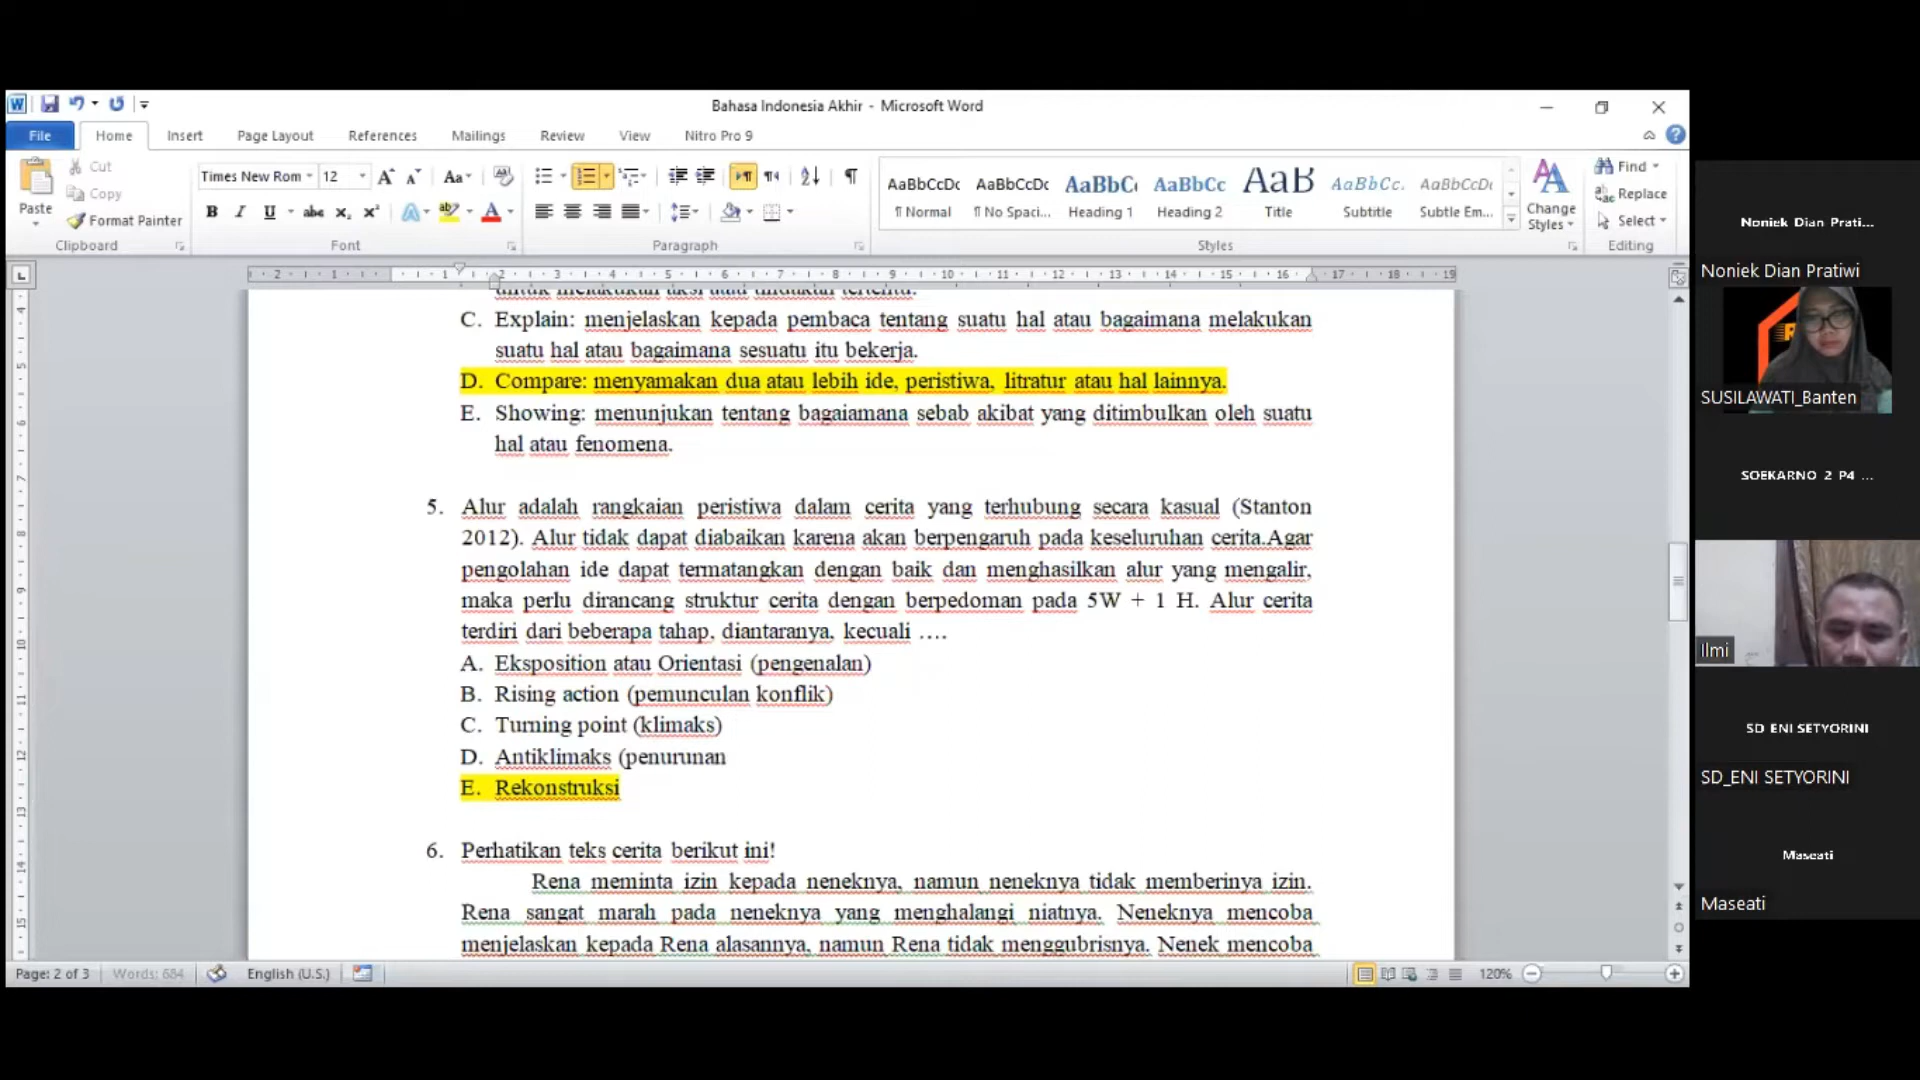 Bahasa Indonesia Akhir - Microsoft Word
File Home Insert Page Layout References Mailings Review View Nitro Pro 9
Paste
Cut
Copy
Format Painter
Clipboard
Times New Rom 12
Font
Paragraph
AaBbCcDc AaBbCcDc AaBbC AaBbCc AaB AaBbCc. AaBbCcDc
¶ Normal ¶ No Spaci... Heading 1 Heading 2 Title Subtitle Subtle Em...
Styles
Change
Styles
Find
Replace
Select
Editing
untuk melakukan aksi atau tindakan tertentu.
C. Explain: menjelaskan kepada pembaca tentang suatu hal atau bagaimana melakukan
suatu hal atau bagaimana sesuatu itu bekerja.
D. Compare: menyamakan dua atau lebih ide, peristiwa, litratur atau hal lainnya.
E. Showing: menunjukan tentang bagaiamana sebab akibat yang ditimbulkan oleh suatu
hal atau fenomena.
5. Alur adalah rangkaian peristiwa dalam cerita yang terhubung secara kasual (Stanton
2012). Alur tidak dapat diabaikan karena akan berpengaruh pada keseluruhan cerita.Agar
pengolahan ide dapat termatangkan dengan baik dan menghasilkan alur yang mengalir,
maka perlu dirancang struktur cerita dengan berpedoman pada 5W + 1 H. Alur cerita
terdiri dari beberapa tahap, diantaranya, kecuali ....
A. Eksposition atau Orientasi (pengenalan)
B. Rising action (pemunculan konflik)
C. Turning point (klimaks)
D. Antiklimaks (penurunan
E. Rekonstruksi
6. Perhatikan teks cerita berikut ini!
Rena meminta izin kepada neneknya, namun neneknya tidak memberinya izin.
Rena sangat marah pada neneknya yang menghalangi niatnya. Neneknya mencoba
menjelaskan kepada Rena alasannya, namun Rena tidak menggubrisnya. Nenek mencoba
Page: 2 of 3 Words: 684 English (U.S.) 120%
Noniek Dian Prati...
Noniek Dian Pratiwi
SUSILAWATI_Banten
SOEKARNO 2 P4 ...
Ilmi
SD ENI SETYORINI
SD_ENI SETYORINI
Maseati
Maseati